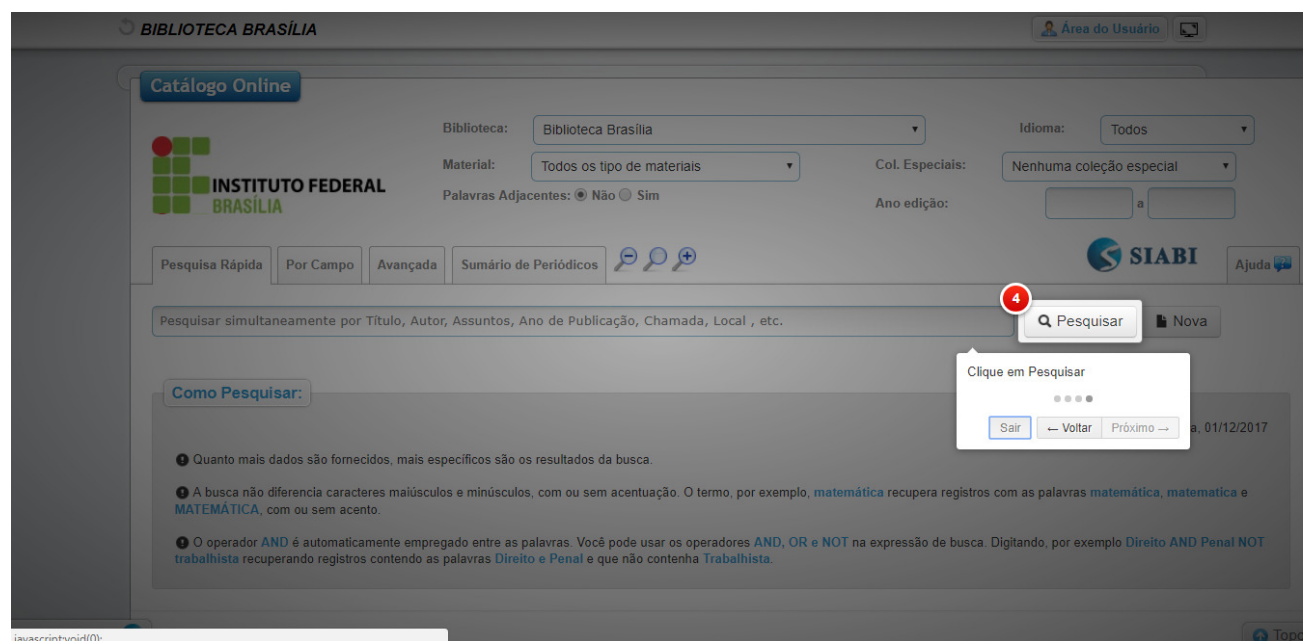 BIBLIOTECA BRASÍLIA
Área do Usuário
Catálogo Online
Biblioteca: Biblioteca Brasília Idioma: Todos
Material: Todos os tipo de materiais Col. Especiais: Nenhuma coleção especial
INSTITUTO FEDERAL
BRASÍLIA
Palavras Adjacentes: Não Sim Ano edição: a
Pesquisa Rápida Por Campo Avançada Sumário de Periódicos SIABI Ajuda
4
Pesquisar simultaneamente por Título, Autor, Assuntos, Ano de Publicação, Chamada, Local , etc. Pesquisar Nova
Clique em Pesquisar
Como Pesquisar:
Sair ← Voltar Próximo → a, 01/12/2017
Quanto mais dados são fornecidos, mais específicos são os resultados da busca.
A busca não diferencia caracteres maiúsculos e minúsculos, com ou sem acentuação. O termo, por exemplo, matemática recupera registros com as palavras matemática, matematica e
MATEMÁTICA, com ou sem acento.
O operador AND é automaticamente empregado entre as palavras. Você pode usar os operadores AND, OR e NOT na expressão de busca. Digitando, por exemplo Direito AND Penal NOT
trabalhista recuperando registros contendo as palavras Direito e Penal e que não contenha Trabalhista.
javascript:void(0);